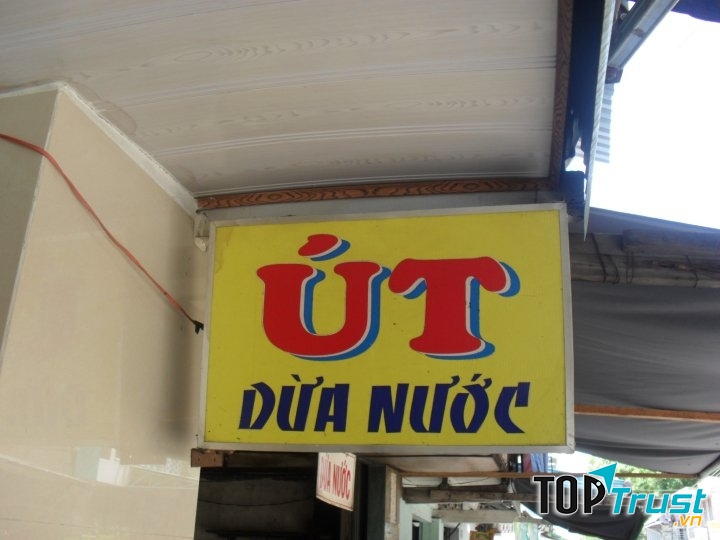 ÚT
DỪA NƯỚC
DỪA NƯỚC
TOPTrust
.vn